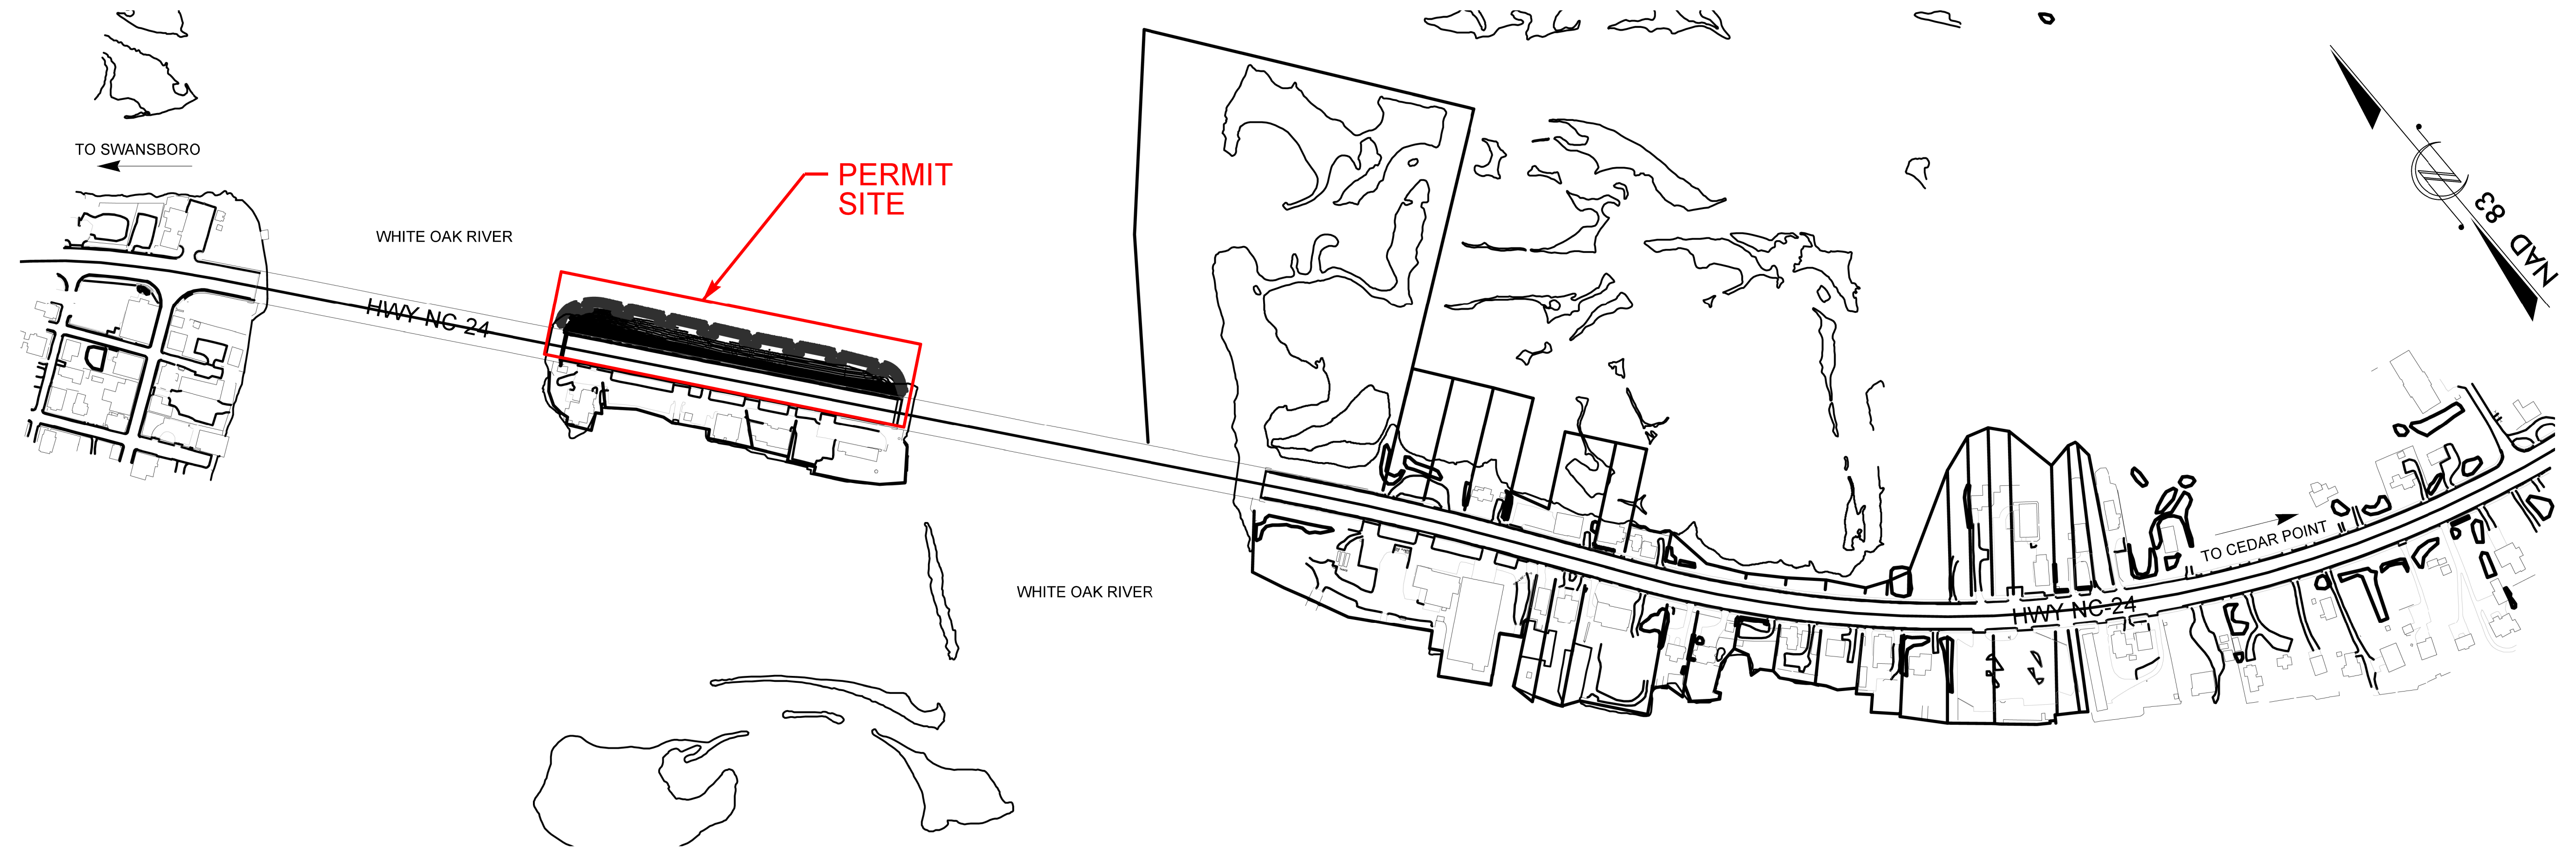 TO SWANSBORO
PERMIT
SITE
WHITE OAK RIVER
HWY NC-24
NAD 83
WHITE OAK RIVER
TO CEDAR POINT
HWY NC-24